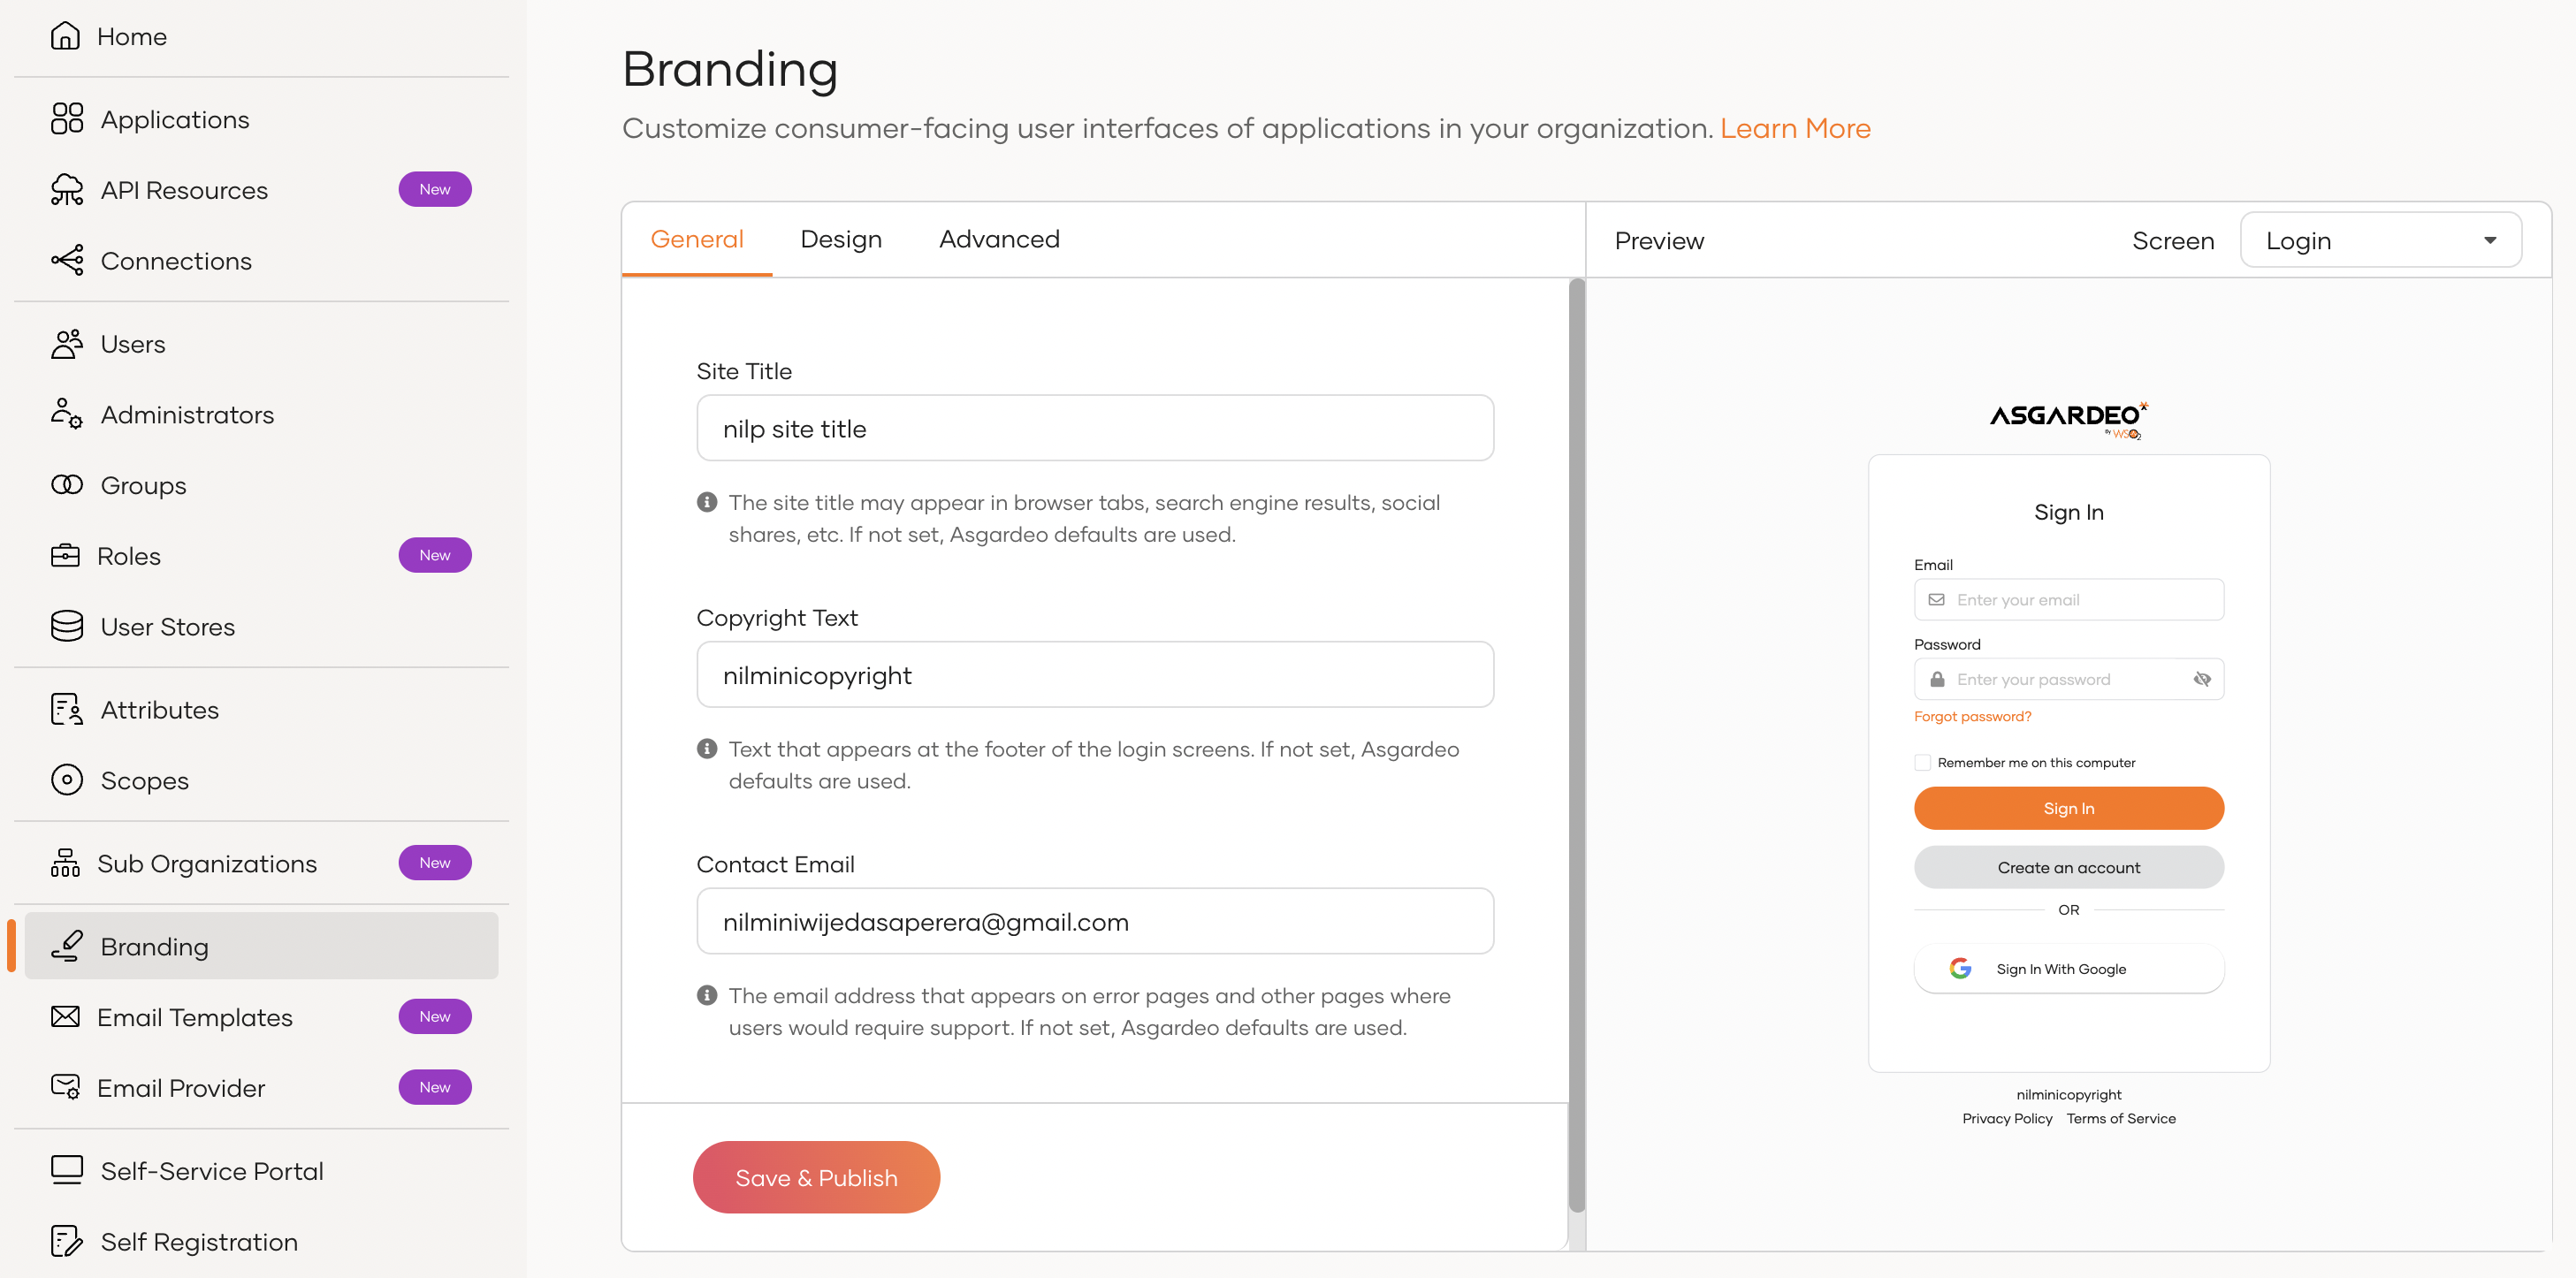 Home
Applications
API Resources New
Connections
Users
Administrators
Groups
Roles New
User Stores
Attributes
Scopes
Sub Organizations New
Branding
Email Templates New
Email Provider New
Self-Service Portal
Self Registration
Branding
Customize consumer-facing user interfaces of applications in your organization. Learn More
General Design Advanced
Site Title
nilp site title
The site title may appear in browser tabs, search engine results, social
shares, etc. If not set, Asgardeo defaults are used.
Copyright Text
nilminicopyright
Text that appears at the footer of the login screens. If not set, Asgardeo
defaults are used.
Contact Email
nilminiwijedasaperera@gmail.com
The email address that appears on error pages and other pages where
users would require support. If not set, Asgardeo defaults are used.
Save & Publish
Preview Screen Login
ASGARDEO
By WSO2
Sign In
Email
Enter your email
Password
Enter your password
Forgot password?
Remember me on this computer
Sign In
Create an account
OR
Sign In With Google
nilminicopyright
Privacy Policy Terms of Service